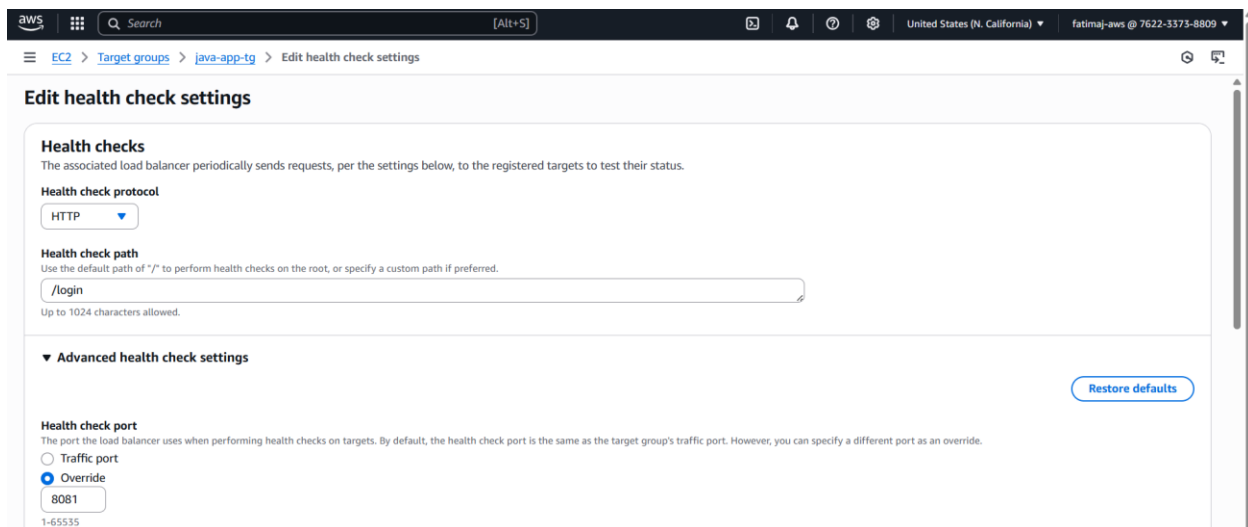 aws Search [Alt+S] United States (N. California) ▼ fatimaj-aws @ 7622-3373-8809 ▼
EC2 > Target groups > java-app-tg > Edit health check settings
Edit health check settings
Health checks
The associated load balancer periodically sends requests, per the settings below, to the registered targets to test their status.
Health check protocol
HTTP
Health check path
Use the default path of "/" to perform health checks on the root, or specify a custom path if preferred.
/login
Up to 1024 characters allowed.
▼ Advanced health check settings
Restore defaults
Health check port
The port the load balancer uses when performing health checks on targets. By default, the health check port is the same as the target group's traffic port. However, you can specify a different port as an override.
Traffic port
Override
8081
1-65535